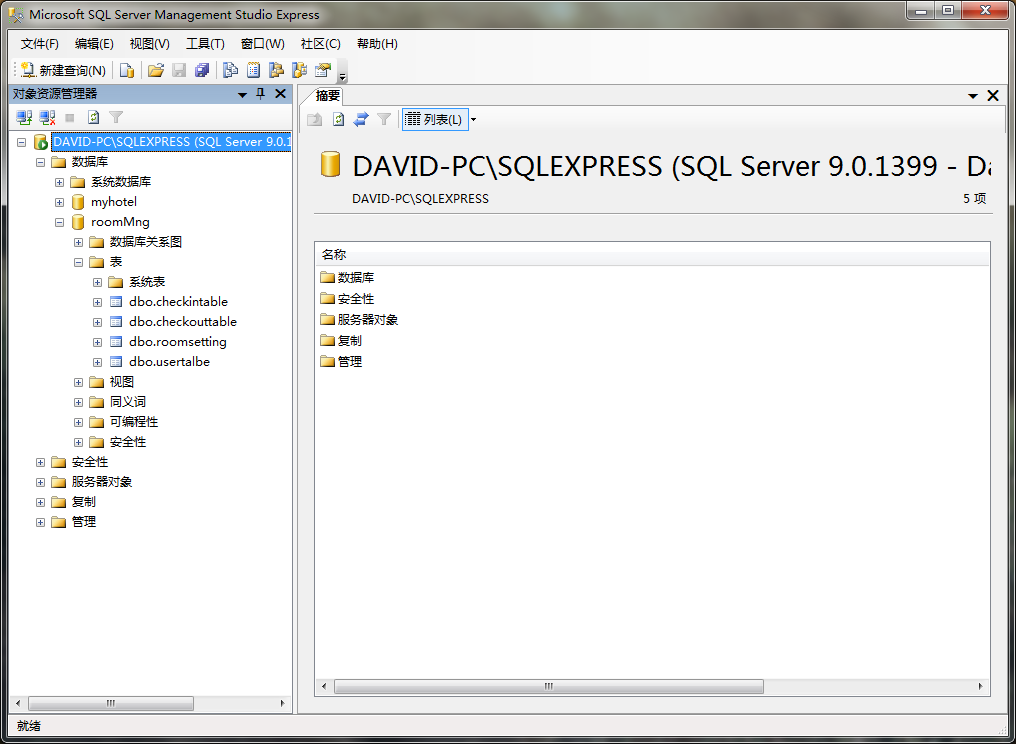 Microsoft SQL Server Management Studio Express
文件(F) 编辑(E) 视图(V) 工具(T) 窗口(W) 社区(C) 帮助(H)
新建查询(N)
对象资源管理器
DAVID-PC\SQLEXPRESS (SQL Server 9.0.1
数据库
系统数据库
myhotel
roomMng
数据库关系图
表
系统表
dbo.checkintable
dbo.checkouttable
dbo.roomsetting
dbo.usertalbe
视图
同义词
可编程性
安全性
安全性
服务器对象
复制
管理
摘要
列表(L)
DAVID-PC\SQLEXPRESS (SQL Server 9.0.1399 - Da
DAVID-PC\SQLEXPRESS 5 项
名称
数据库
安全性
服务器对象
复制
管理
就绪